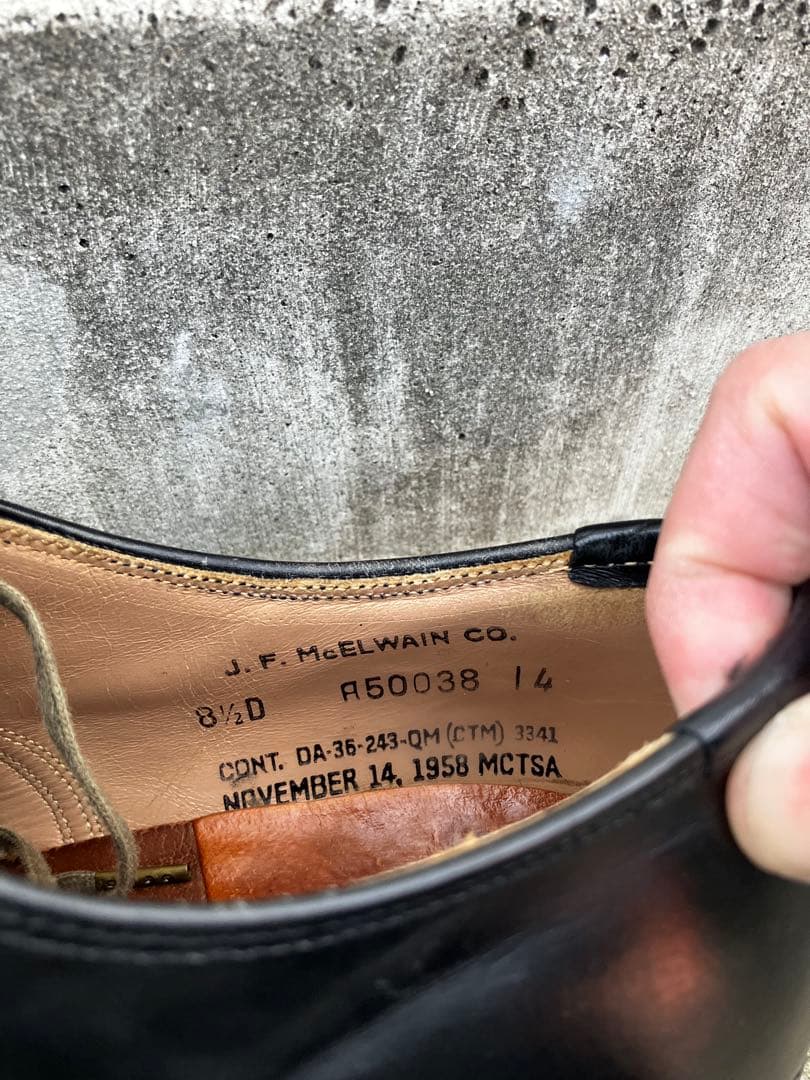 J. F. McELWAIN CO.
8½D A50038 14
CONT. DA-36-243-QM (CTM) 3341
NOVEMBER 14, 1958 MCTSA